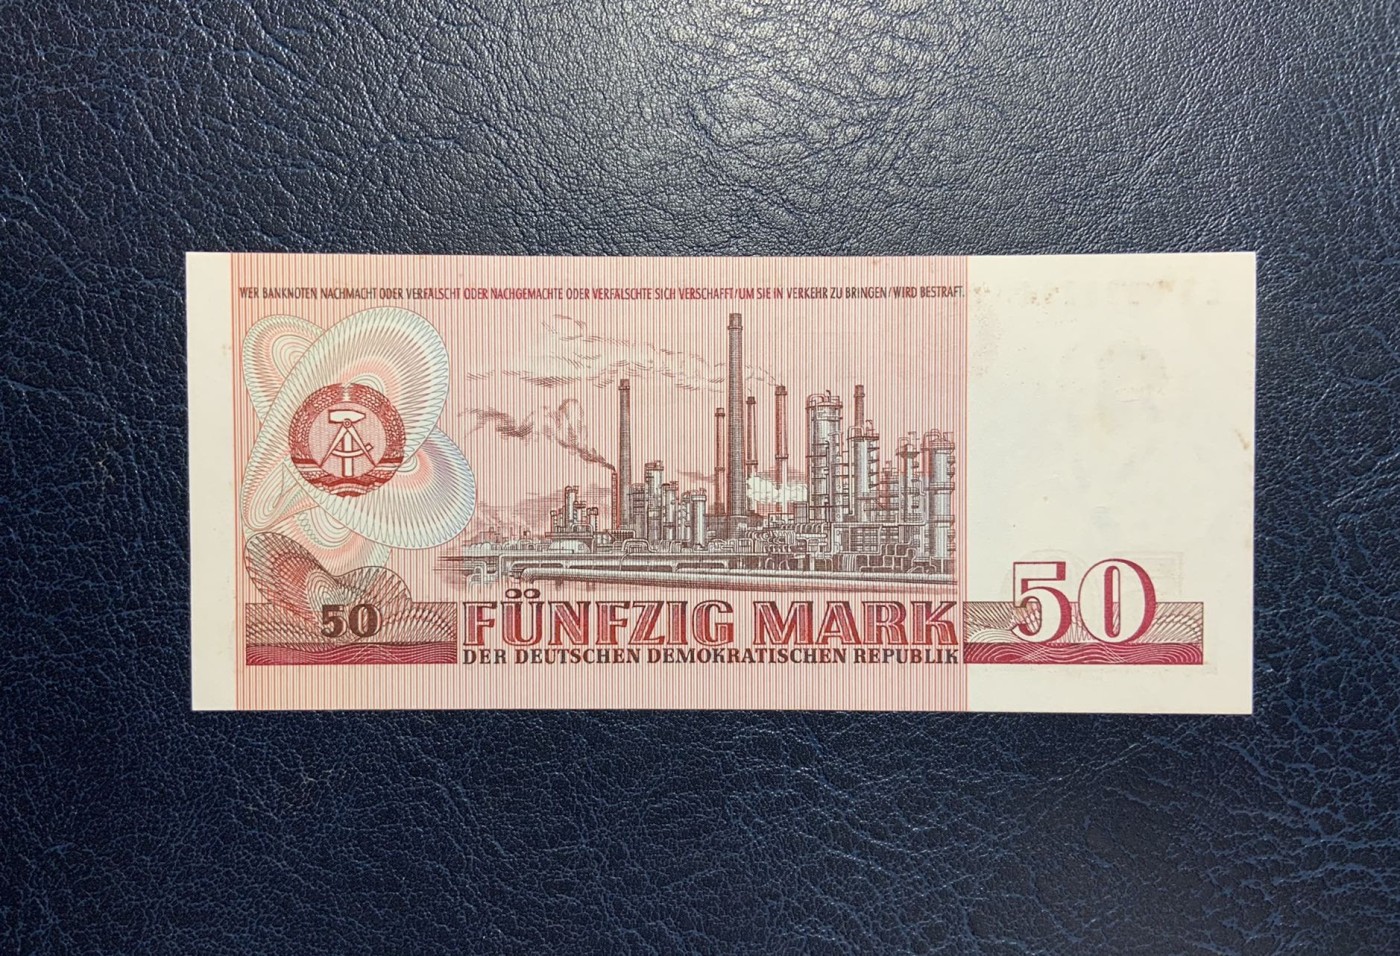 WER BANKNOTEN NACHMACHT ODER VERFÄLSCHT ODER NACHGEMACHTE ODER VERFÄLSCHTE SICH VERSCHAFFT/UM SIE IN VERKEHR ZU BRINGEN/WIRD BESTRAFT.
50
FÜNFZIG MARK
50
DER DEUTSCHEN DEMOKRATISCHEN REPUBLIK